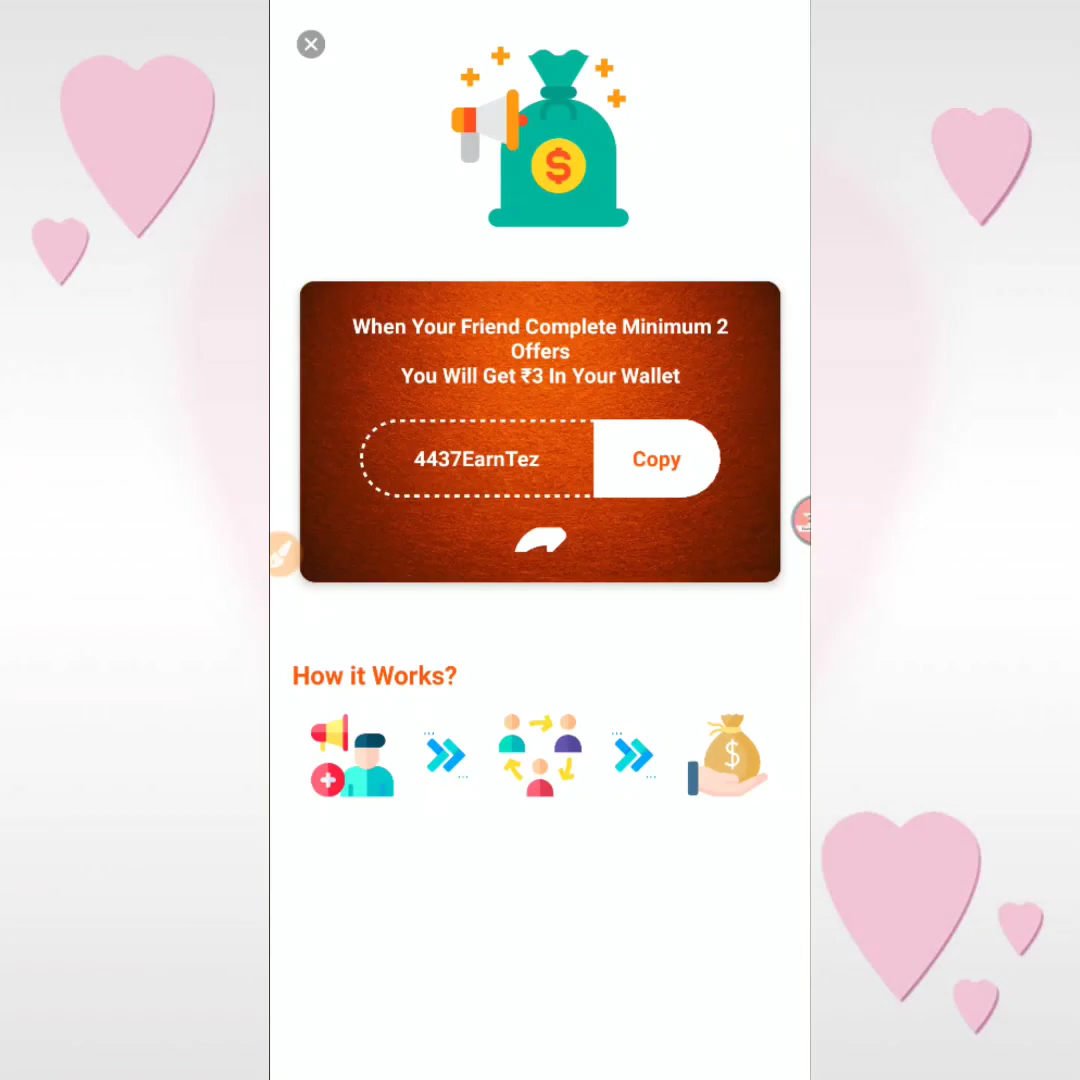 When Your Friend Complete Minimum 2
Offers
You Will Get ₹3 In Your Wallet
4437EarnTez
Copy
How it Works?